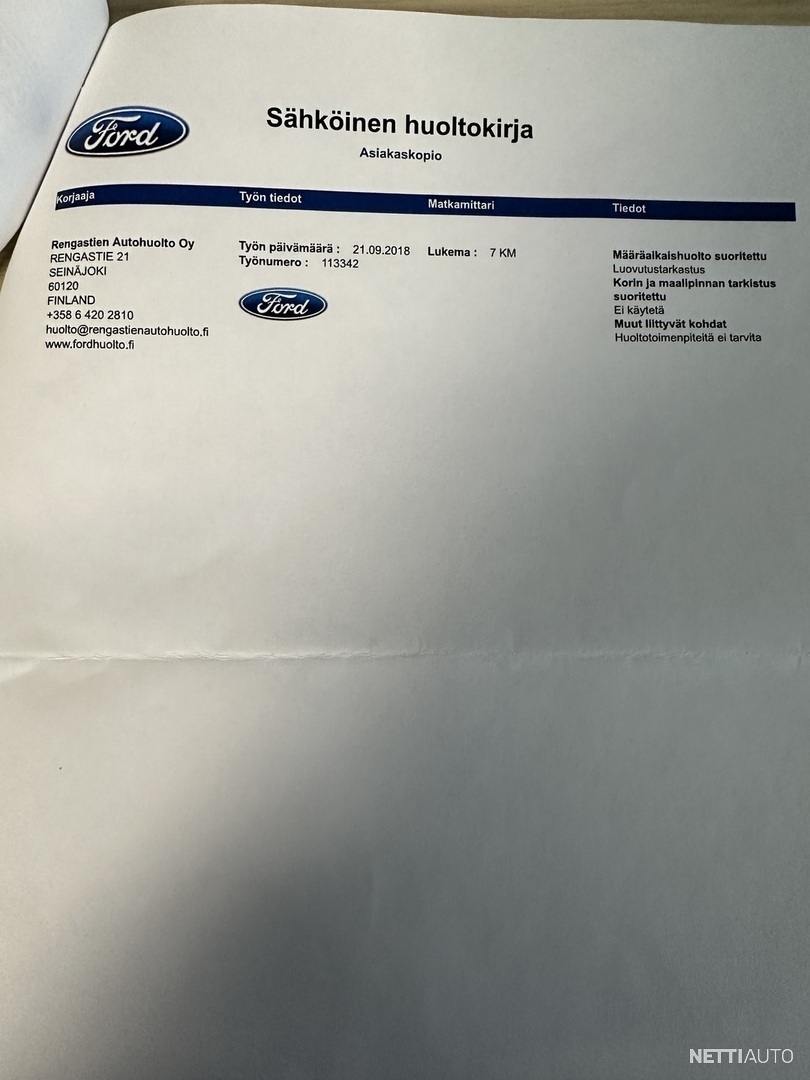 Ford
Sähköinen huoltokirja
Asiakaskopio
Korjaaja Työn tiedot Matkamittari Tiedot
Rengastien Autohuolto Oy
RENGASTIE 21
SEINÄJOKI
60120
FINLAND
+358 6 420 2810
huolto@rengastienautohuolto.fi
www.fordhuolto.fi
Työn päivämäärä : 21.09.2018
Työnumero : 113342
Ford
Lukema : 7 KM
Määräaikaishuolto suoritettu
Luovutustarkastus
Korin ja maalipinnan tarkistus
suoritettu
Ei käytetä
Muut liittyvät kohdat
Huoltotoimenpiteitä ei tarvita
NETTIAUTO